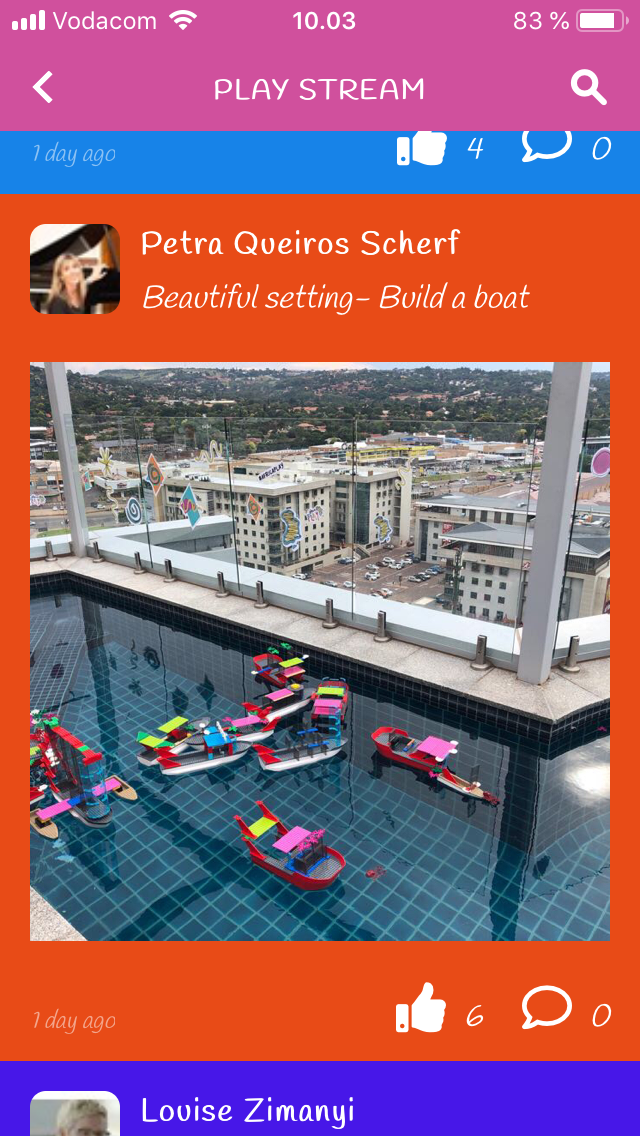 Vodacom 10.03 83 %
PLAY STREAM
1 day ago 4 0
Petra Queiros Scherf
Beautiful setting- Build a boat
1 day ago 6 0
Louise Zimanyi